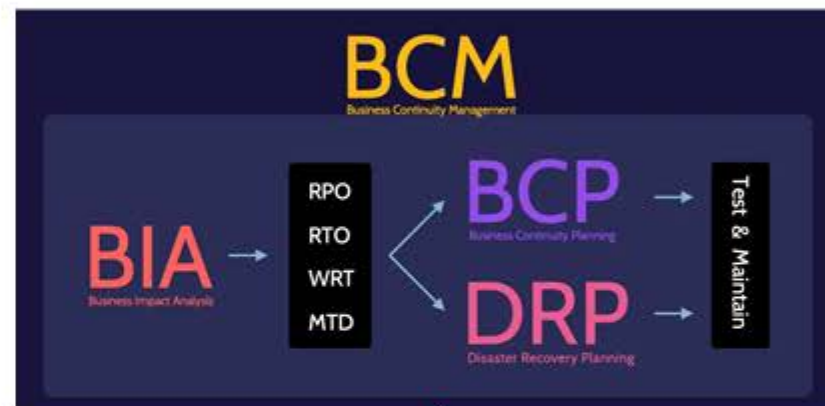 BCM
Business Continuity Management
BIA
Business Impact Analysis
RPO
RTO
WRT
MTD
BCP
Business Continuity Planning
DRP
Disaster Recovery Planning
Test & Maintain